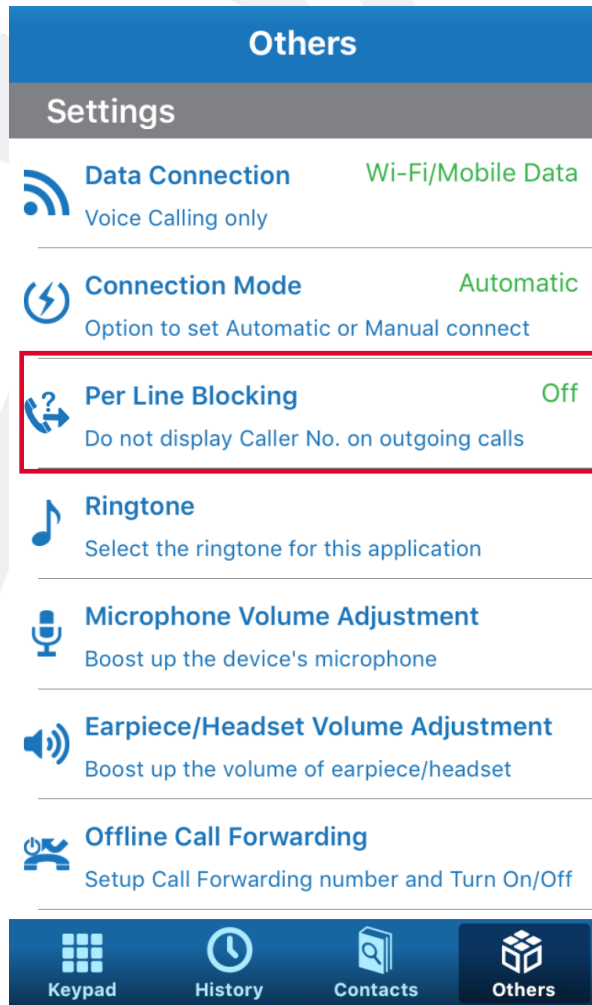 Others
Settings
Data Connection Wi-Fi/Mobile Data
Voice Calling only
Connection Mode Automatic
Option to set Automatic or Manual connect
Per Line Blocking Off
Do not display Caller No. on outgoing calls
Ringtone
Select the ringtone for this application
Microphone Volume Adjustment
Boost up the device's microphone
Earpiece/Headset Volume Adjustment
Boost up the volume of earpiece/headset
Offline Call Forwarding
Setup Call Forwarding number and Turn On/Off
Keypad History Contacts Others